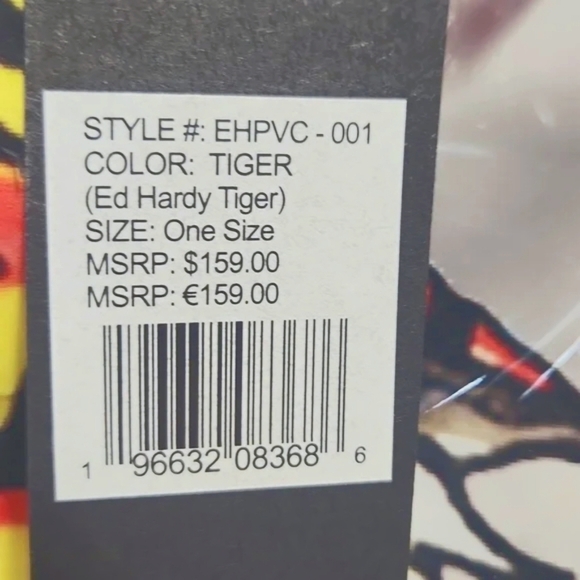 STYLE #: EHPVC - 001
COLOR: TIGER
(Ed Hardy Tiger)
SIZE: One Size
MSRP: $159.00
MSRP: €159.00
1 96632 08368 6